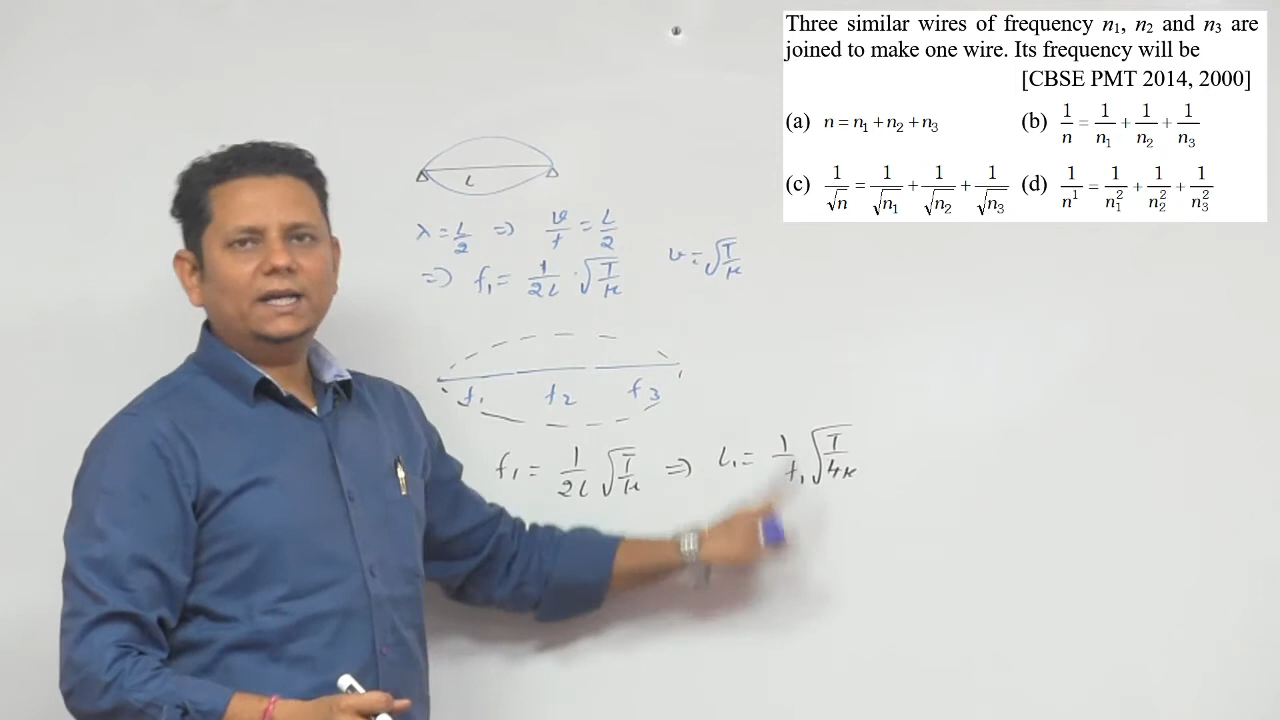 Three similar wires of frequency n₁, n₂ and n₃ are
joined to make one wire. Its frequency will be
[CBSE PMT 2014, 2000]
(a) n = n₁ + n₂ + n₃ (b) 1/n = 1/n₁ + 1/n₂ + 1/n₃
(c) 1/√n = 1/√n₁ + 1/√n₂ + 1/√n₃ (d) 1/n¹ = 1/n₁² + 1/n₂² + 1/n₃²
L
λ = L/2 ⇒ v/f = L/2
v = √(T/μ)
⇒ f₁ = 1/2L · √(T/μ)
f₁ f₂ f₃
f₁ = 1/2L √(T/μ) ⇒ L₁ = 1/f₁ √(T/4μ)